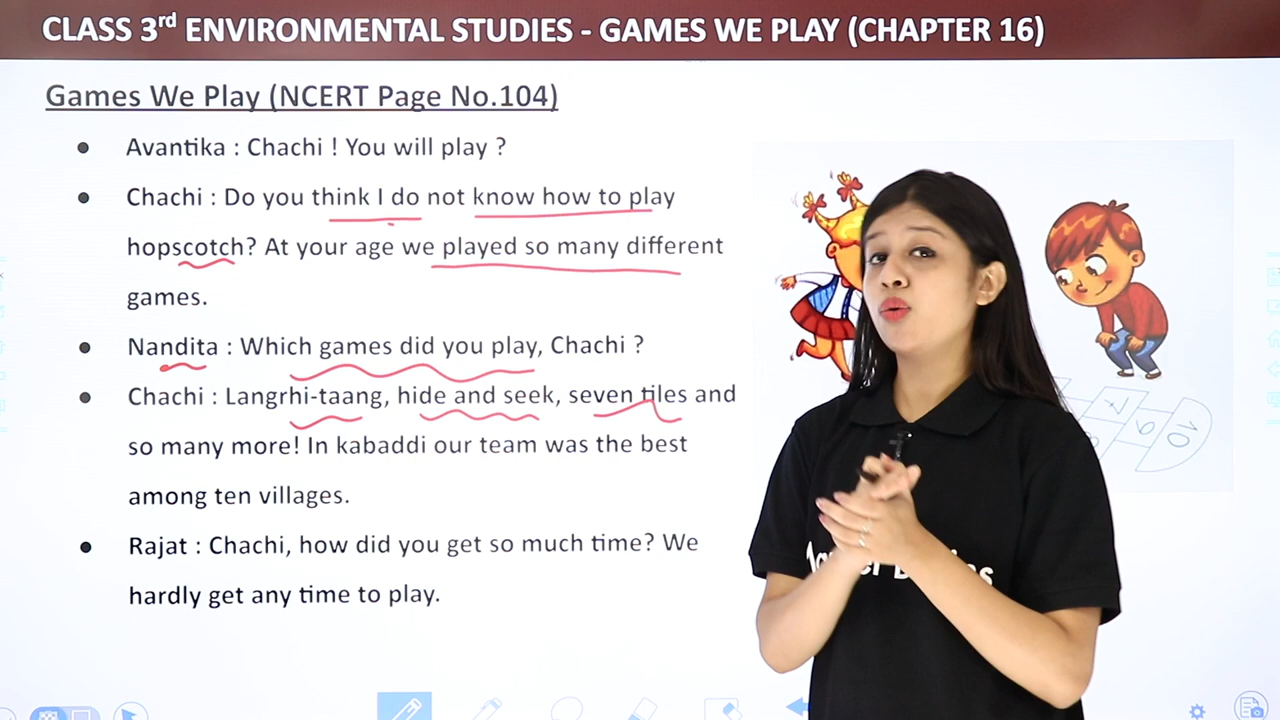 CLASS 3rd ENVIRONMENTAL STUDIES - GAMES WE PLAY (CHAPTER 16)
Games We Play (NCERT Page No.104)
• Avantika : Chachi ! You will play ?
• Chachi : Do you think I do not know how to play
hopscotch? At your age we played so many different
games.
• Nandita : Which games did you play, Chachi ?
• Chachi : Langrhi-taang, hide and seek, seven tiles and
so many more! In kabaddi our team was the best
among ten villages.
• Rajat : Chachi, how did you get so much time? We
hardly get any time to play.
7
9
10